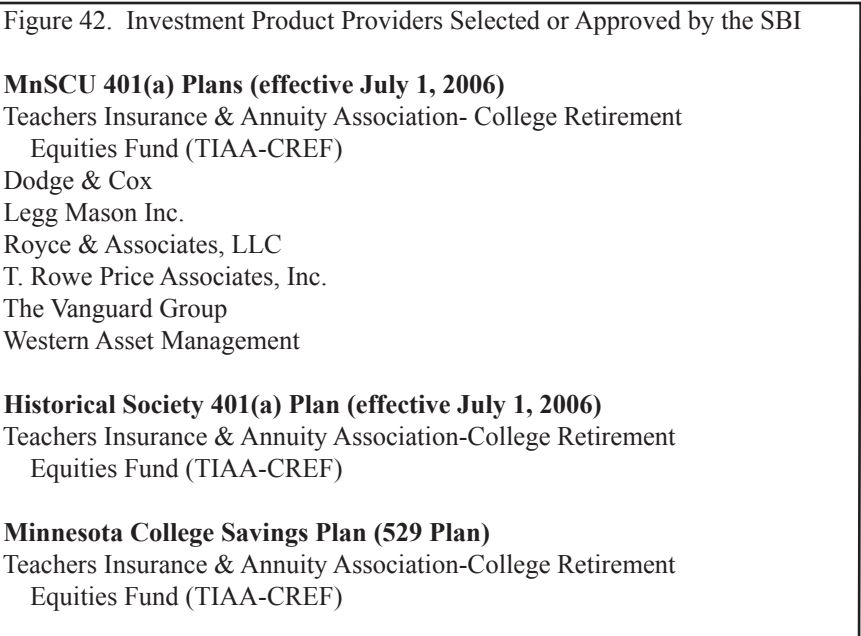 Figure 42. Investment Product Providers Selected or Approved by the SBI
MnSCU 401(a) Plans (effective July 1, 2006)
Teachers Insurance & Annuity Association- College Retirement
Equities Fund (TIAA-CREF)
Dodge & Cox
Legg Mason Inc.
Royce & Associates, LLC
T. Rowe Price Associates, Inc.
The Vanguard Group
Western Asset Management
Historical Society 401(a) Plan (effective July 1, 2006)
Teachers Insurance & Annuity Association-College Retirement
Equities Fund (TIAA-CREF)
Minnesota College Savings Plan (529 Plan)
Teachers Insurance & Annuity Association-College Retirement
Equities Fund (TIAA-CREF)